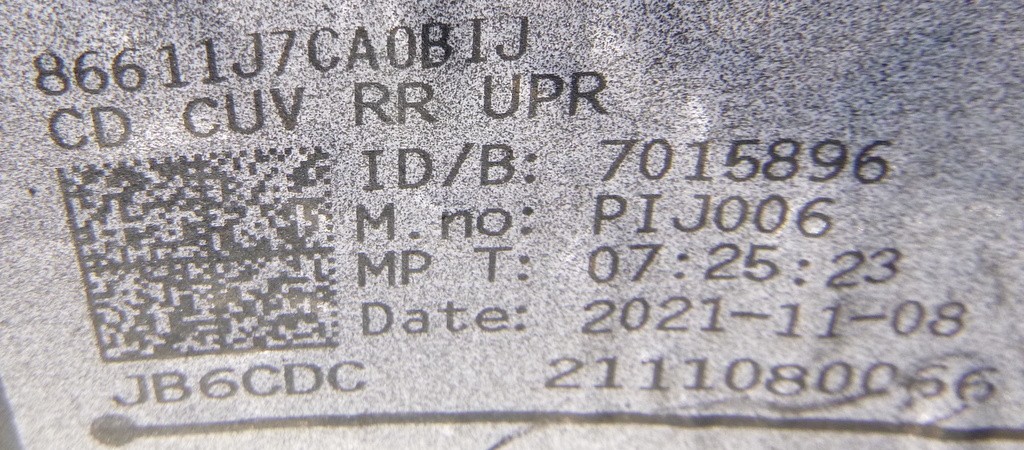 86611J7CA0BIJ
CD CUV RR UPR
ID/B: 7015896
M.no: PIJ006
MP T: 07:25:23
Date: 2021-11-08
JB6CDC 2111080066